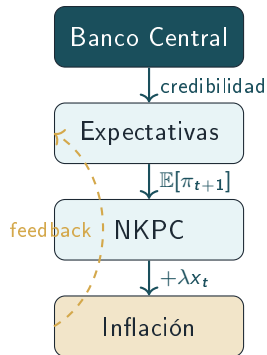 Banco Central
credibilidad
Expectativas
𝔼[π_{t+1}]
feedback
NKPC
+λx_t
Inflación